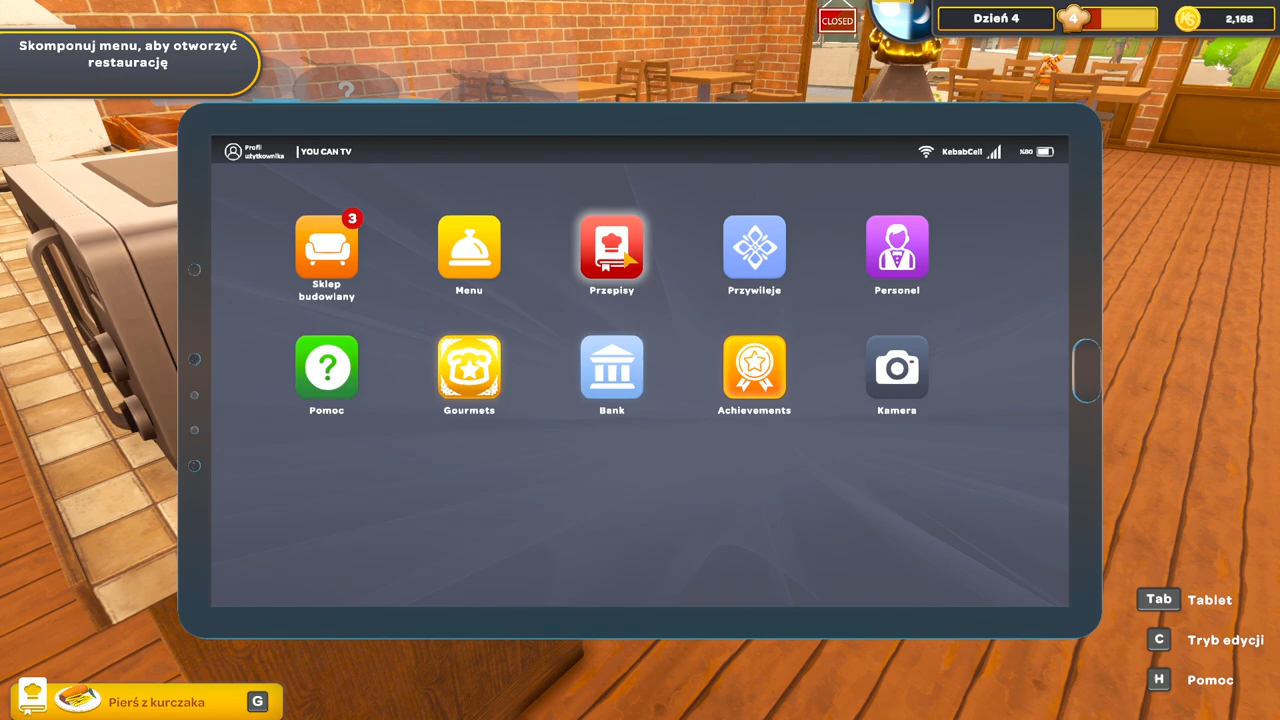 Skomponuj menu, aby otworzyć
restaurację
CLOSED
Dzień 4
4
2,168
?
Profil
użytkownika
YOU CAN TV
KebabCell
%80
3
Sklep
budowlany
Menu
Przepisy
Przywileje
Personel
?
Pomoc
Gourmets
Bank
Achievements
Kamera
Tab Tablet
C Tryb edycji
H Pomoc
Pierś z kurczaka G